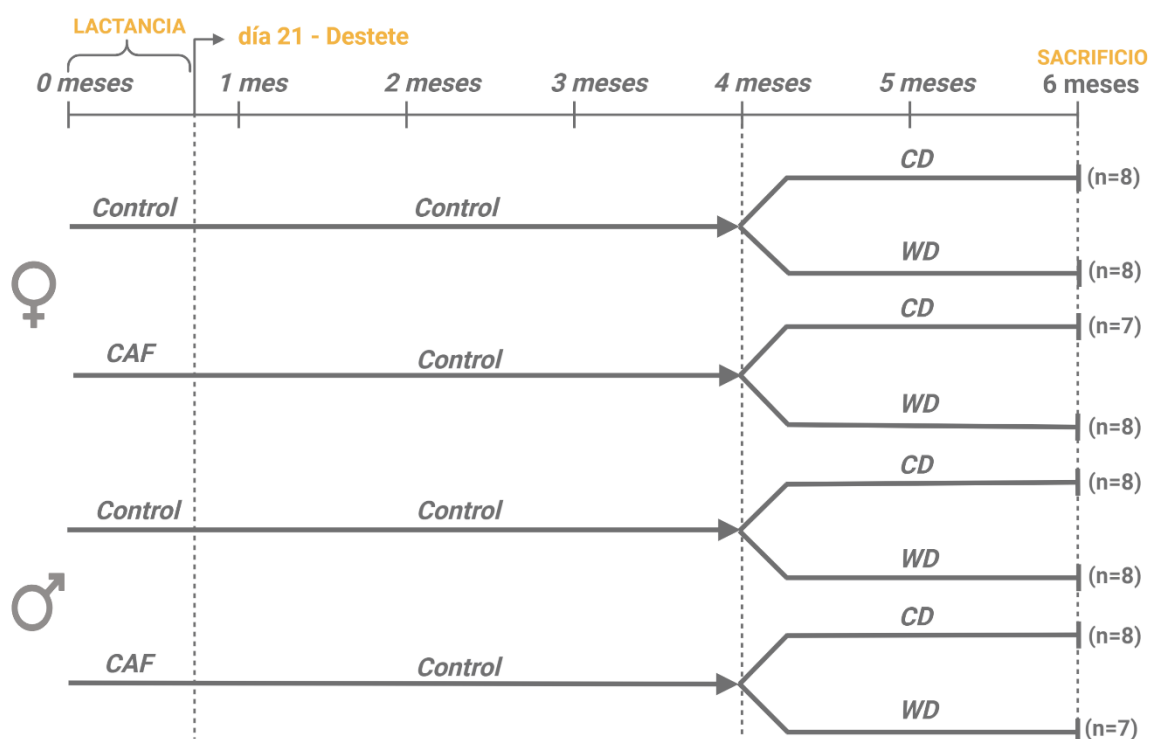 LACTANCIA
día 21 - Destete
SACRIFICIO
0 meses 1 mes 2 meses 3 meses 4 meses 5 meses 6 meses
CD
(n=8)
Control Control
WD
(n=8)
CD
(n=7)
CAF Control
WD
(n=8)
CD
(n=8)
Control Control
WD
(n=8)
CD
(n=8)
CAF Control
WD
(n=7)